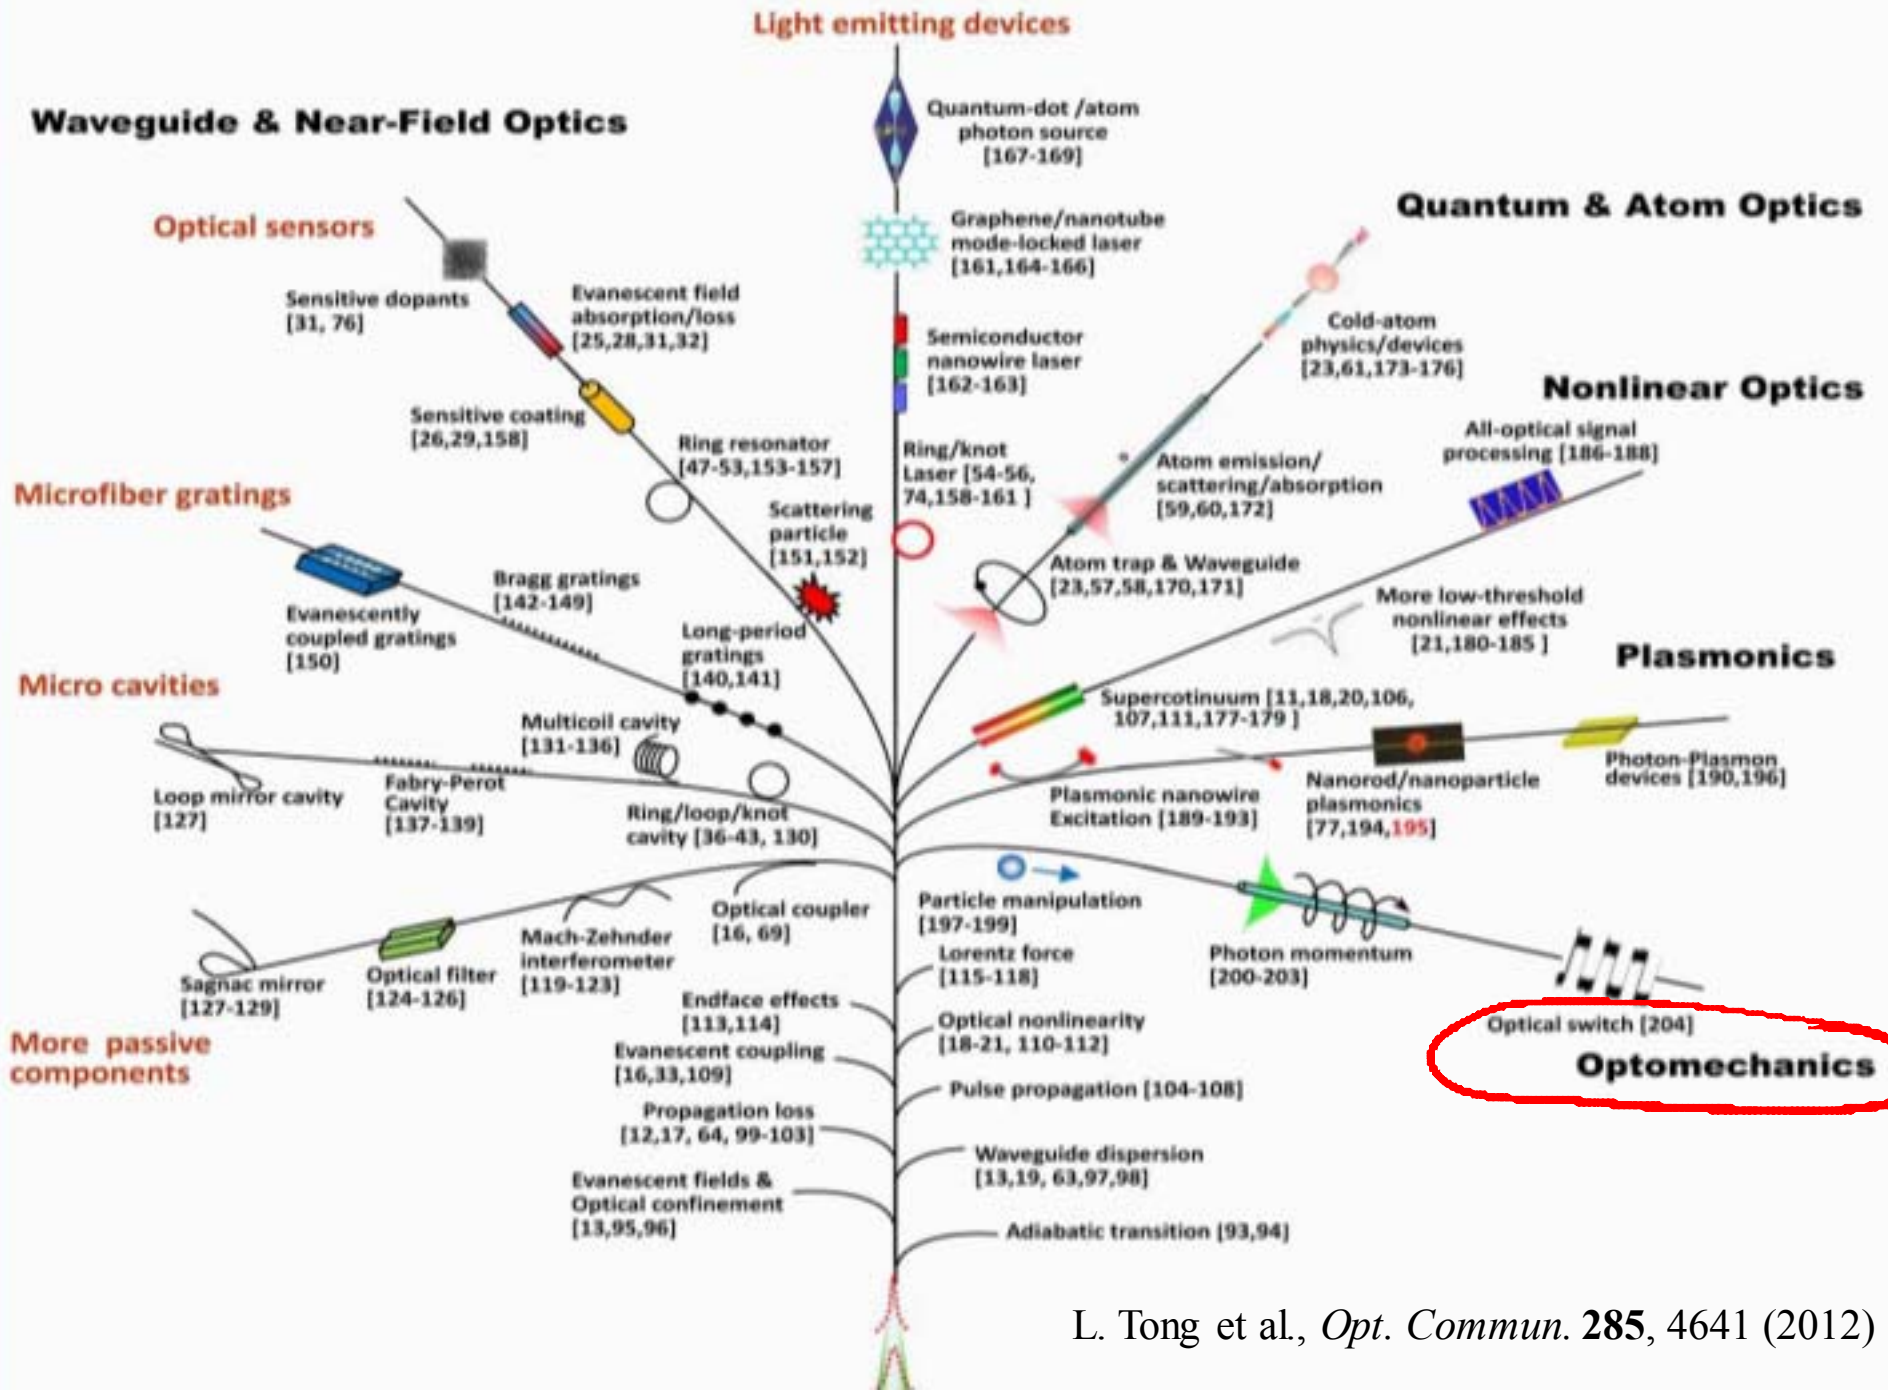 Light emitting devices
Waveguide & Near-Field Optics
Quantum-dot /atom
photon source
[167-169]
Graphene/nanotube
mode-locked laser
[161,164-166]
Semiconductor
nanowire laser
[162-163]
Ring/knot
Laser [54-56,
74,158-161 ]
Optical sensors
Sensitive dopants
[31, 76]
Evanescent field
absorption/loss
[25,28,31,32]
Sensitive coating
[26,29,158]
Ring resonator
[47-53,153-157]
Scattering
particle
[151,152]
Microfiber gratings
Evanescently
coupled gratings
[150]
Bragg gratings
[142-149]
Long-period
gratings
[140,141]
Micro cavities
Loop mirror cavity
[127]
Fabry-Perot
Cavity
[137-139]
Multicoil cavity
[131-136]
Ring/loop/knot
cavity [36-43, 130]
Sagnac mirror
[127-129]
Optical filter
[124-126]
Mach-Zehnder
interferometer
[119-123]
Optical coupler
[16, 69]
More passive
components
Quantum & Atom Optics
Cold-atom
physics/devices
[23,61,173-176]
Atom emission/
scattering/absorption
[59,60,172]
Atom trap & Waveguide
[23,57,58,170,171]
Nonlinear Optics
All-optical signal
processing [186-188]
More low-threshold
nonlinear effects
[21,180-185 ]
Supercotinuum [11,18,20,106,
107,111,177-179 ]
Plasmonics
Plasmonic nanowire
Excitation [189-193]
Nanorod/nanoparticle
plasmonics
[77,194,195]
Photon-Plasmon
devices [190,196]
Particle manipulation
[197-199]
Photon momentum
[200-203]
Optical switch [204]
Optomechanics
Lorentz force
[115-118]
Endface effects
[113,114]
Optical nonlinearity
[18-21, 110-112]
Evanescent coupling
[16,33,109]
Pulse propagation [104-108]
Propagation loss
[12,17, 64, 99-103]
Waveguide dispersion
[13,19, 63,97,98]
Evanescent fields &
Optical confinement
[13,95,96]
Adiabatic transition [93,94]
L. Tong et al., Opt. Commun. 285, 4641 (2012)